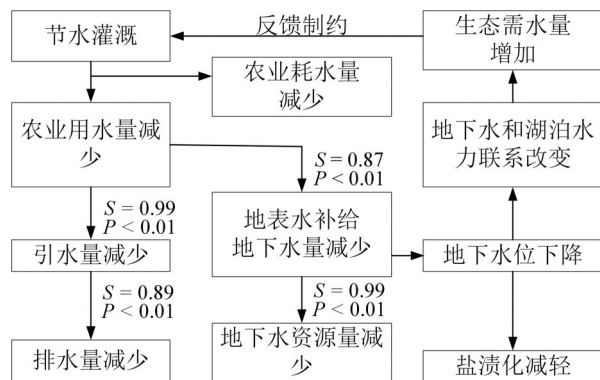 节水灌溉
反馈制约
生态需水量
增加
农业耗水量
减少
农业用水量减
少
地下水和湖泊水
力联系改变
S = 0.87
P < 0.01
S = 0.99
P < 0.01
地表水补给
地下水量减少
引水量减少
地下水位下降
S = 0.89
P < 0.01
S = 0.99
P < 0.01
排水量减少
地下水资源量减
少
盐渍化减轻